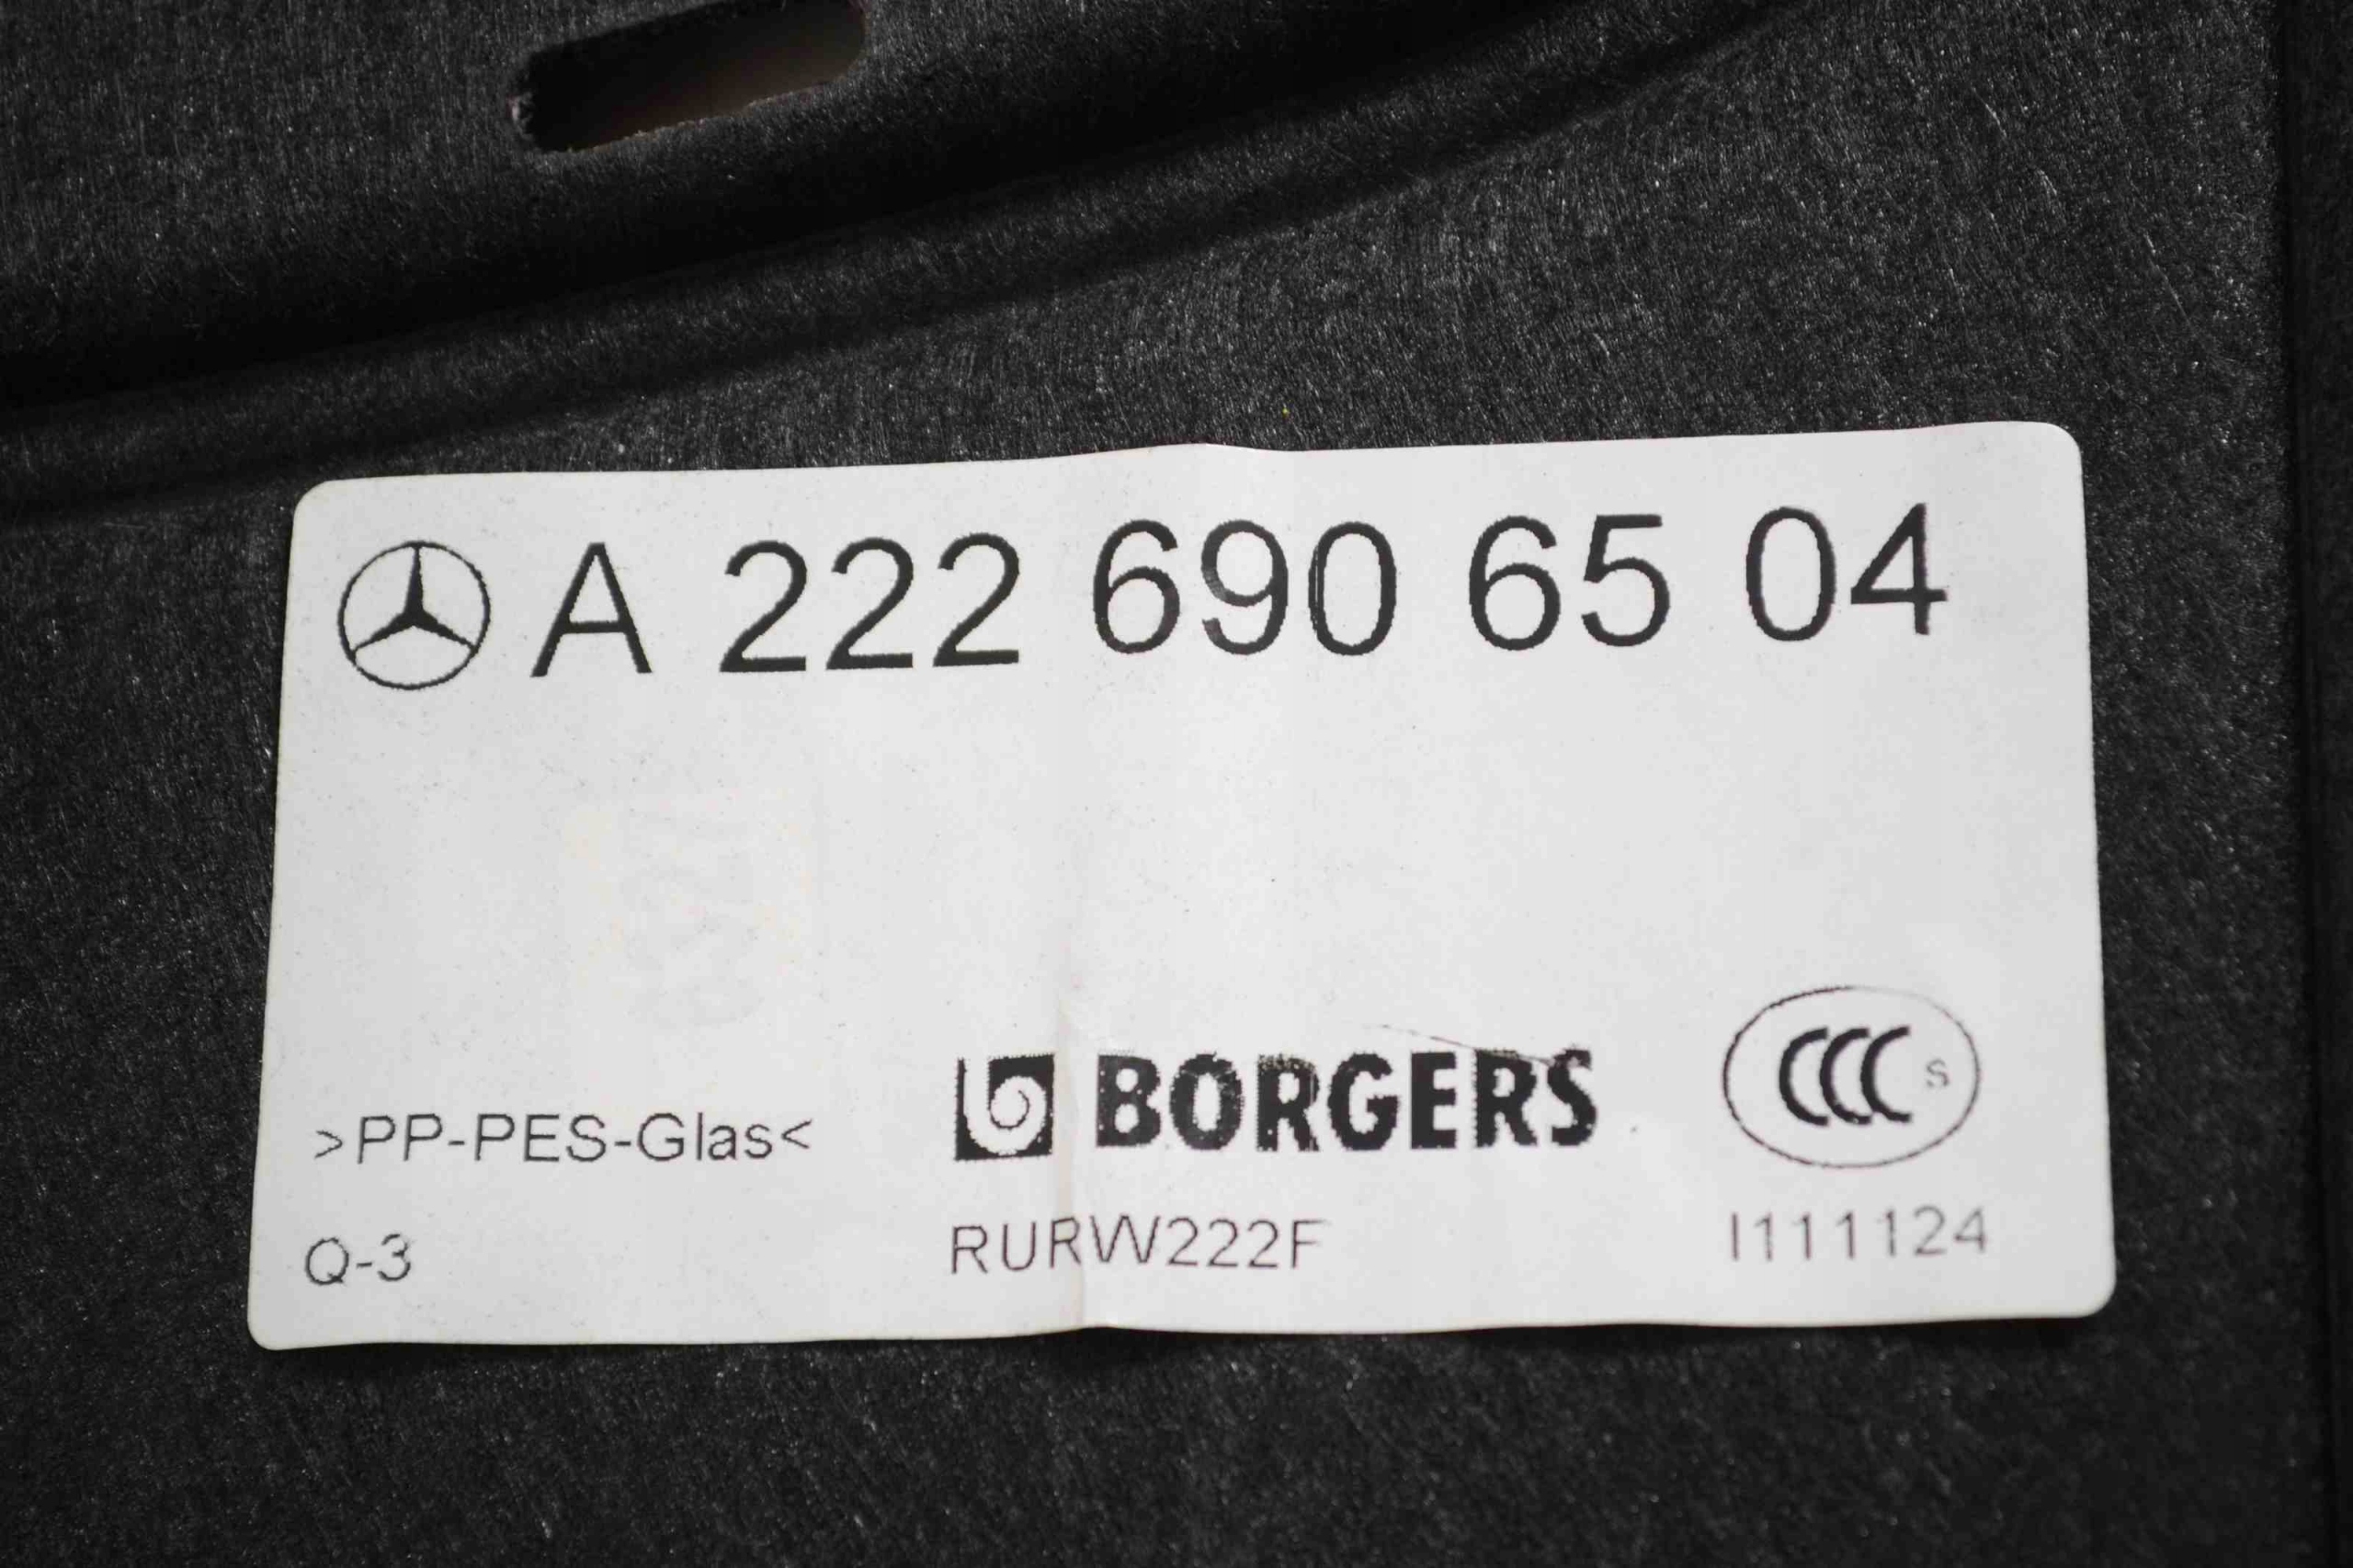 A 222 690 65 04
>PP-PES-Glas<
BORGERS
CCC S
Q-3
RURW222F
I111124